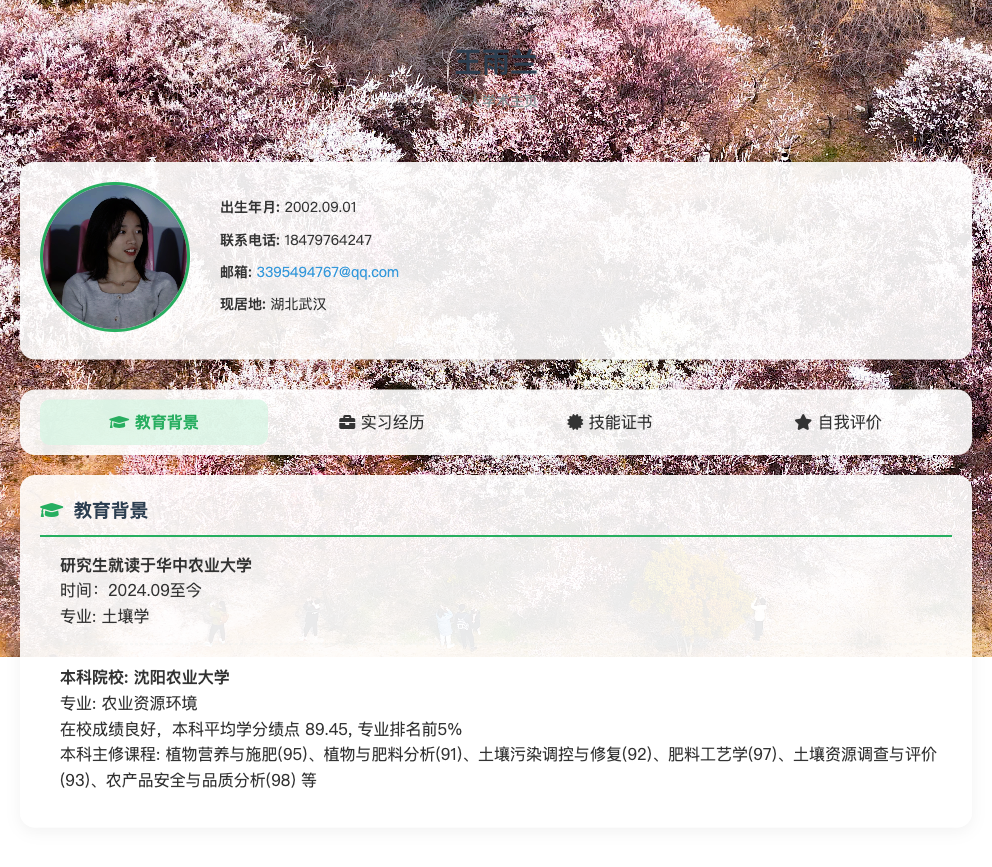 出生年月: 2002.09.01
联系电话: 18479764247
邮箱: 3395494767@qq.com
现居地: 湖北武汉
教育背景 实习经历 技能证书 自我评价
教育背景
研究生就读于华中农业大学
时间：2024.09至今
专业: 土壤学
本科院校: 沈阳农业大学
专业: 农业资源环境
在校成绩良好，本科平均学分绩点 89.45, 专业排名前5%
本科主修课程: 植物营养与施肥(95)、植物与肥料分析(91)、土壤污染调控与修复(92)、肥料工艺学(97)、土壤资源调查与评价
(93)、农产品安全与品质分析(98) 等